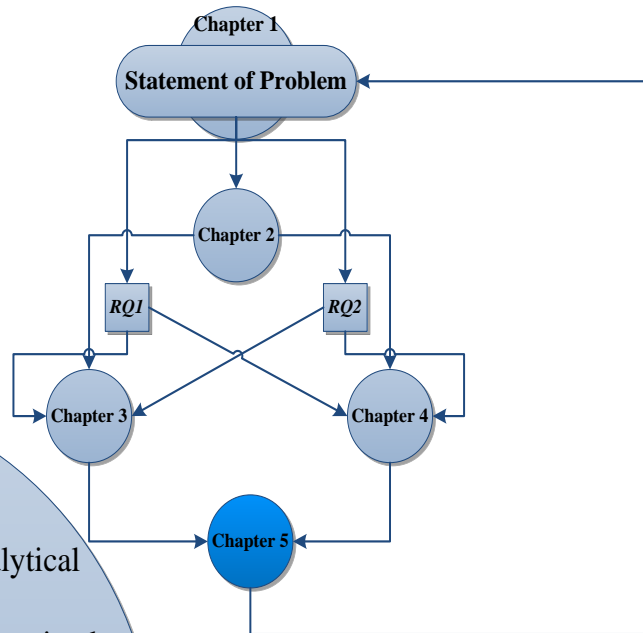 Chapter 1
Statement of Problem
Chapter 2
RQ1
RQ2
Chapter 3
Chapter 4
Chapter 5
lytical